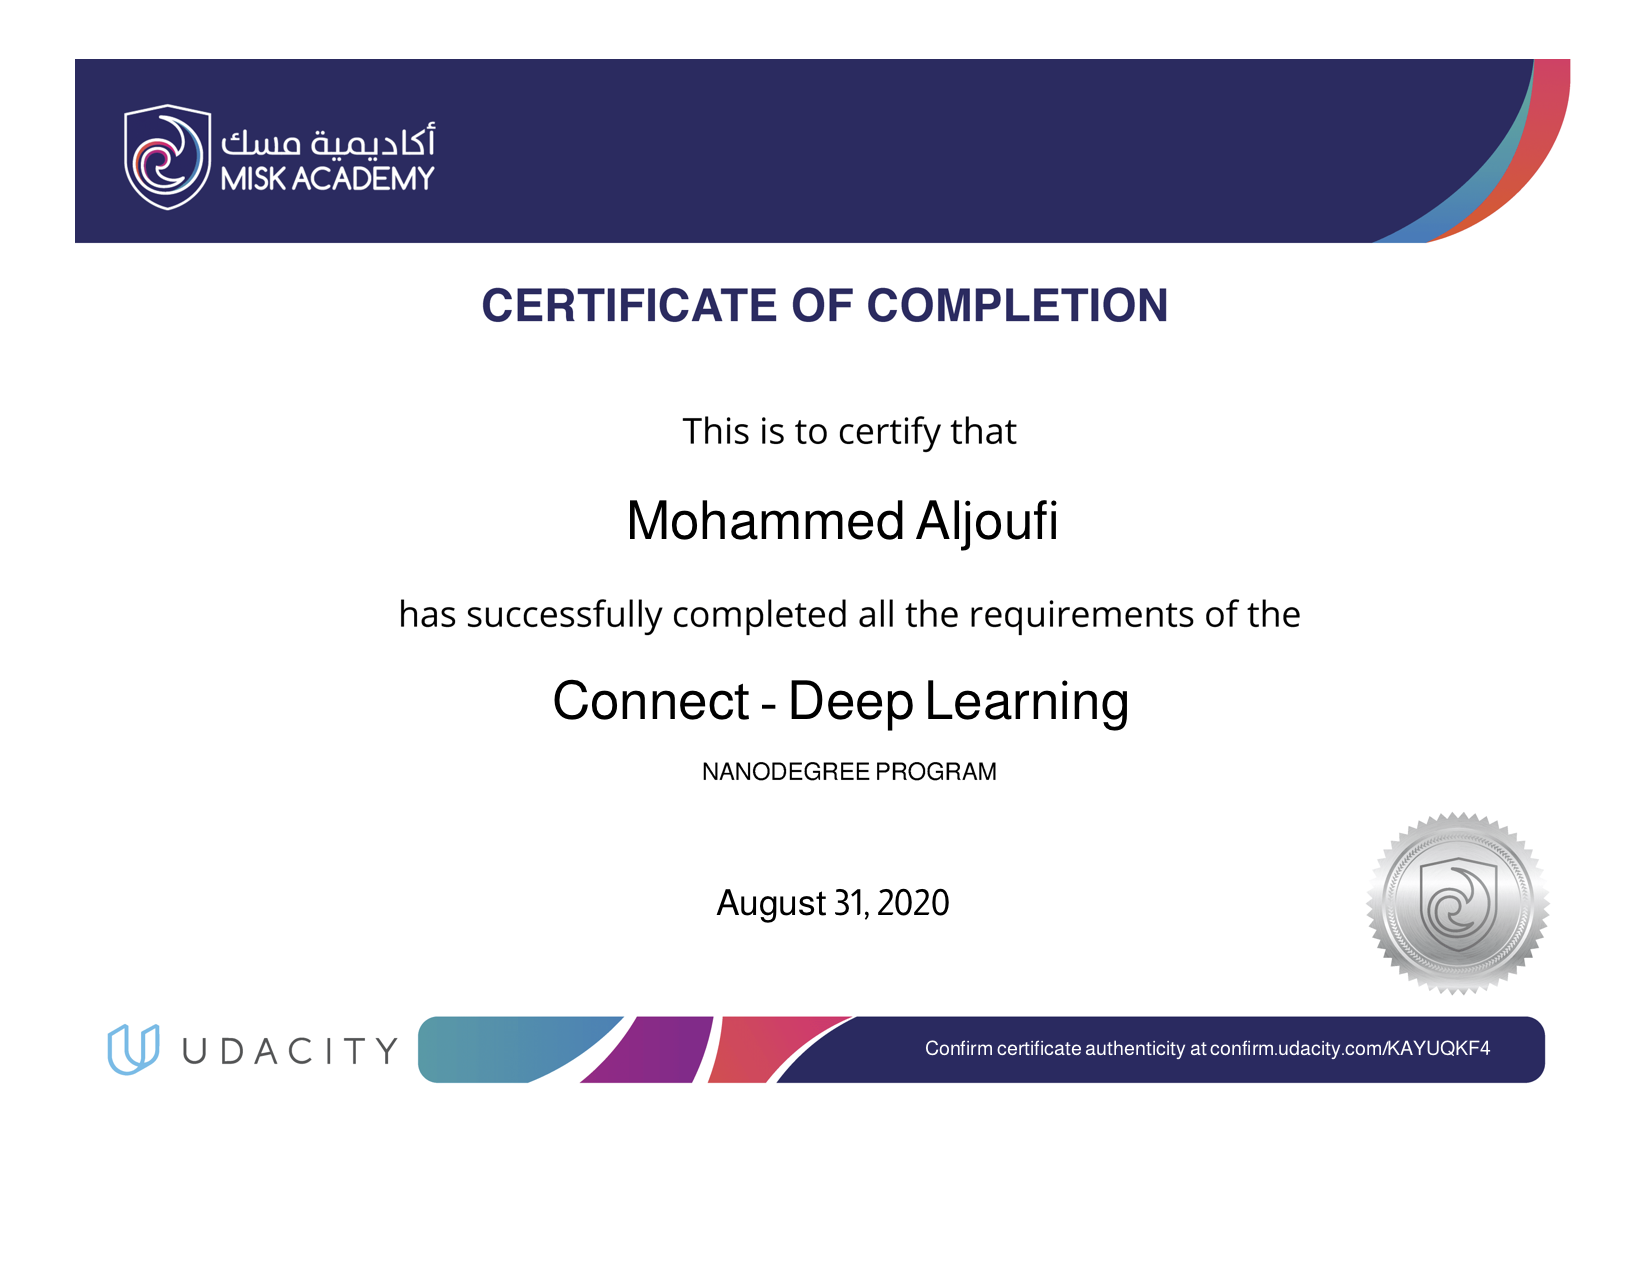 أكاديمية مسك
MISK ACADEMY
CERTIFICATE OF COMPLETION
This is to certify that
Mohammed Aljoufi
has successfully completed all the requirements of the
Connect - Deep Learning
NANODEGREE PROGRAM
August 31, 2020
UDACITY
Confirm certificate authenticity at confirm.udacity.com/KAYUQKF4